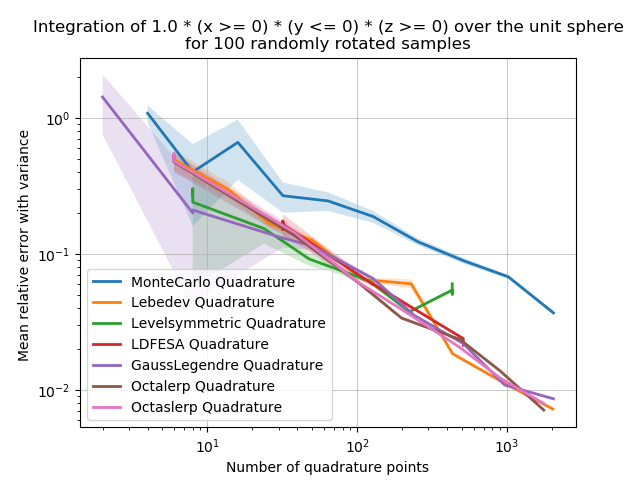 Integration of 1.0 * (x >= 0) * (y <= 0) * (z >= 0) over the unit sphere
for 100 randomly rotated samples
Mean relative error with variance
10⁰
10⁻¹
10⁻²
MonteCarlo Quadrature
Lebedev Quadrature
Levelsymmetric Quadrature
LDFESA Quadrature
GaussLegendre Quadrature
Octalerp Quadrature
Octaslerp Quadrature
10¹
10²
10³
Number of quadrature points